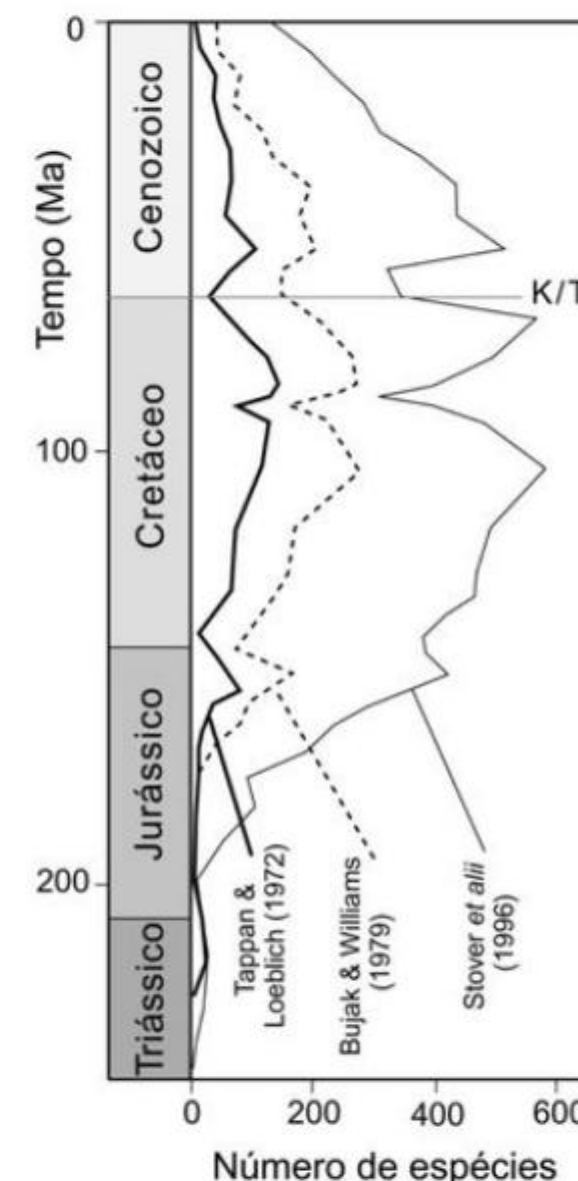 0
100
200
Tempo (Ma)
Cenozoico
Cretáceo
Jurássico
Triássico
K/T
Tappan &
Loeblich (1972)
Bujak & Williams
(1979)
Stover et alii
(1996)
0
200
400
600
Número de espécies